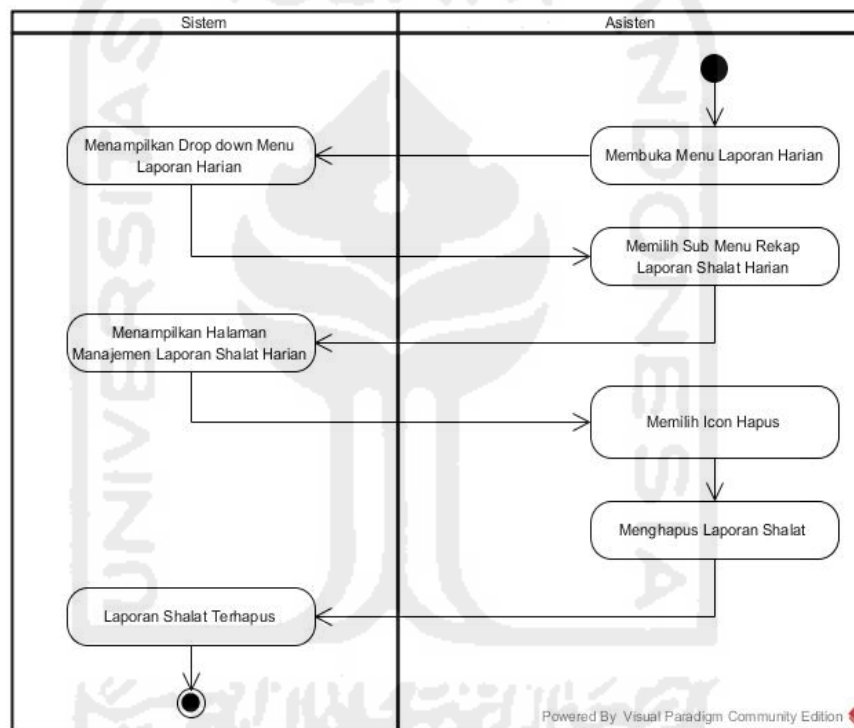 Sistem
Asisten
Menampilkan Drop down Menu
Laporan Harian
Membuka Menu Laporan Harian
Memilih Sub Menu Rekap
Laporan Shalat Harian
Menampilkan Halaman
Manajemen Laporan Shalat Harian
Memilih Icon Hapus
Menghapus Laporan Shalat
Laporan Shalat Terhapus
UNIVERSITAS
INDONESIA
Powered By Visual Paradigm Community Edition